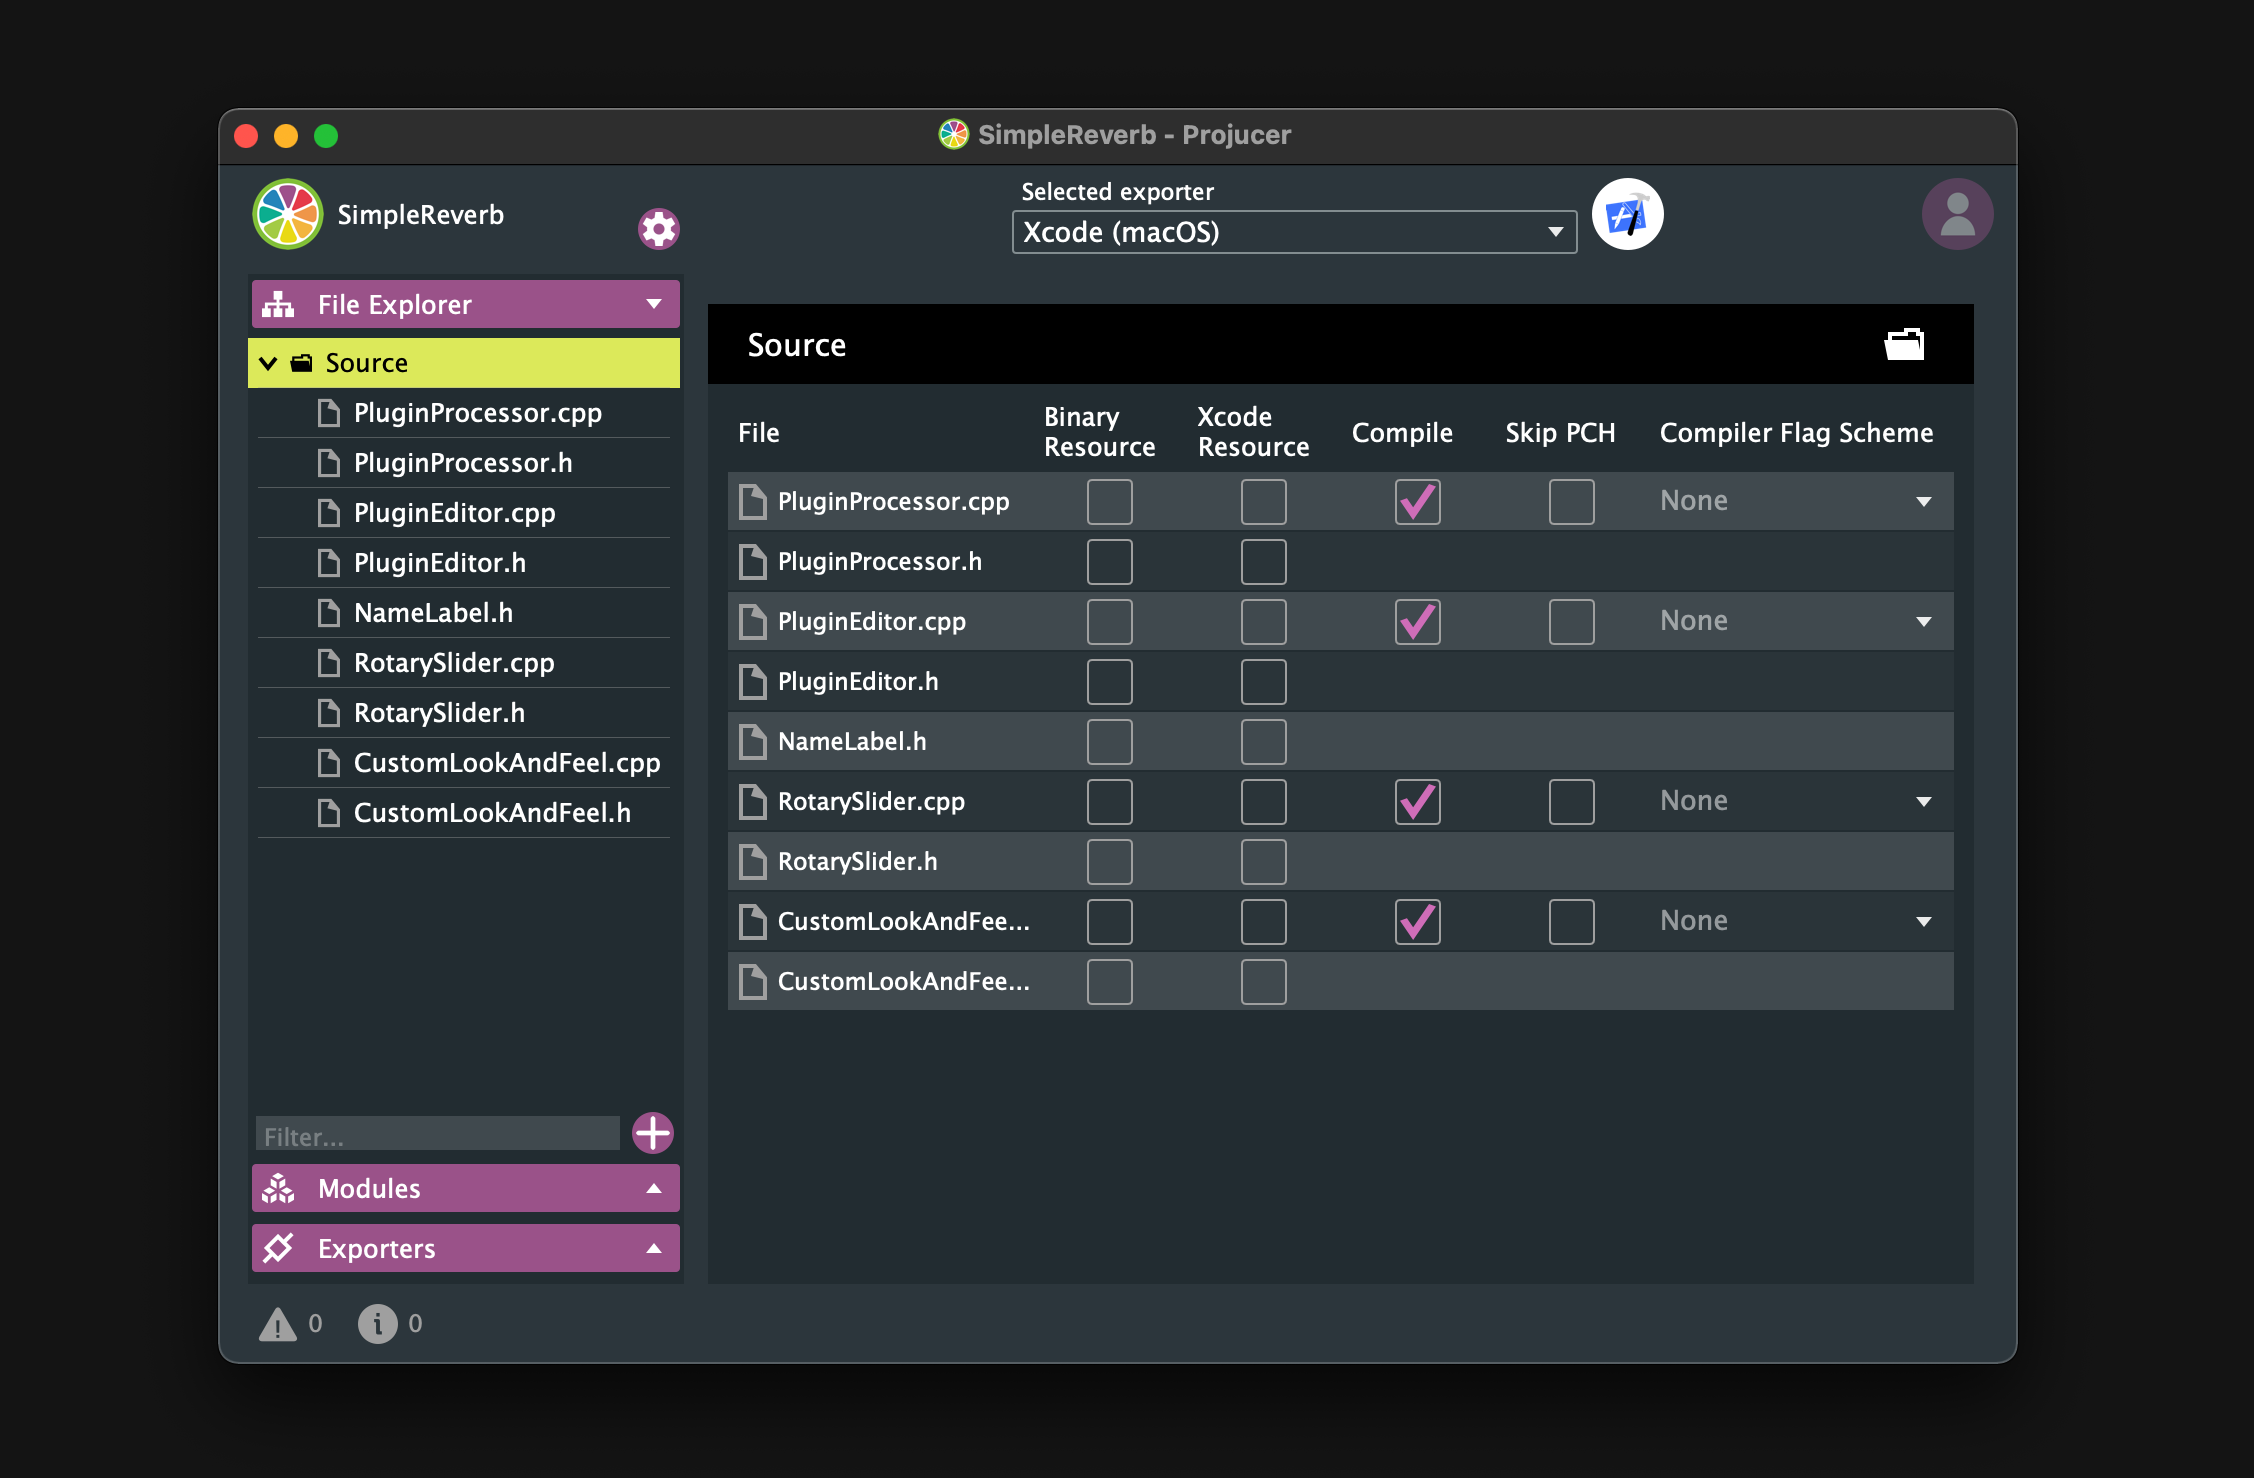 SimpleReverb - Projucer
SimpleReverb
Selected exporter
Xcode (macOS)
File Explorer
Source
PluginProcessor.cpp
PluginProcessor.h
PluginEditor.cpp
PluginEditor.h
NameLabel.h
RotarySlider.cpp
RotarySlider.h
CustomLookAndFeel.cpp
CustomLookAndFeel.h
Filter...
Modules
Exporters
0
0
Source
File
Binary
Resource
Xcode
Resource
Compile
Skip PCH
Compiler Flag Scheme
PluginProcessor.cpp
None
PluginProcessor.h
PluginEditor.cpp
None
PluginEditor.h
NameLabel.h
RotarySlider.cpp
None
RotarySlider.h
CustomLookAndFee...
None
CustomLookAndFee...